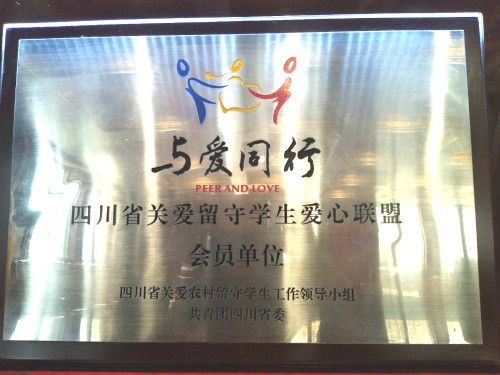 与爱同行
PEER AND LOVE
四川省关爱留守学生爱心联盟
会员单位
四川省关爱农村留守学生工作领导小组
共青团四川省委